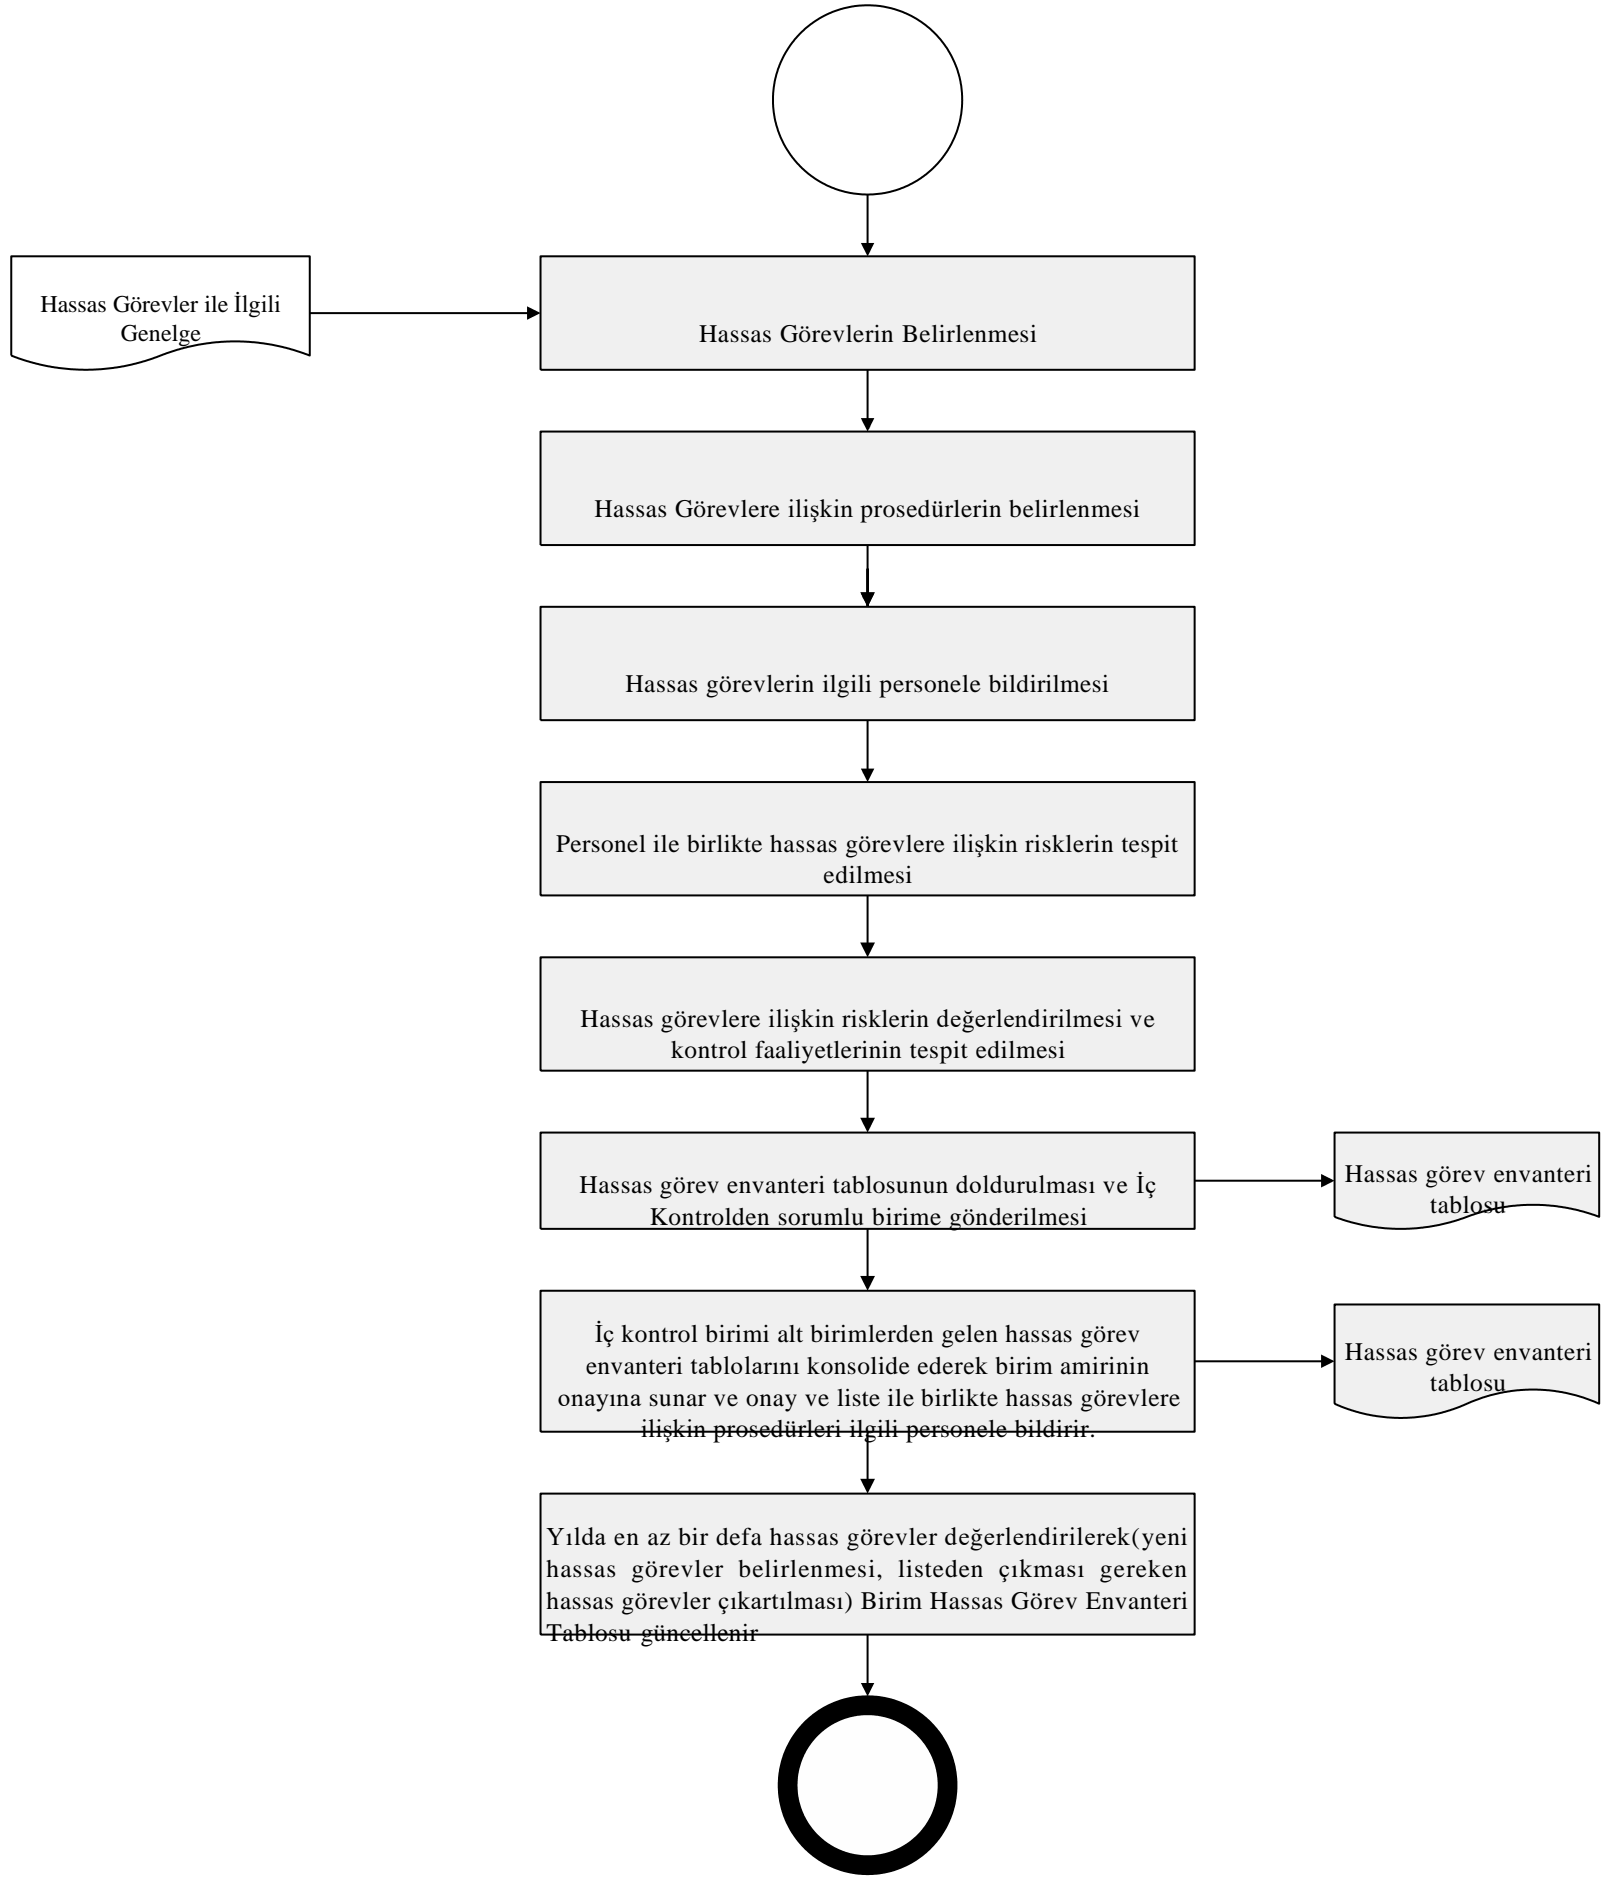 Hassas Görevler ile İlgili
Genelge
Hassas Görevlerin Belirlenmesi
Hassas Görevlere ilişkin prosedürlerin belirlenmesi
Hassas görevlerin ilgili personele bildirilmesi
Personel ile birlikte hassas görevlere ilişkin risklerin tespit
edilmesi
Hassas görevlere ilişkin risklerin değerlendirilmesi ve
kontrol faaliyetlerinin tespit edilmesi
Hassas görev envanteri tablosunun doldurulması ve İç
Kontrolden sorumlu birime gönderilmesi
Hassas görev envanteri
tablosu
İç kontrol birimi alt birimlerden gelen hassas görev
envanteri tablolarını konsolide ederek birim amirinin
onayına sunar ve onay ve liste ile birlikte hassas görevlere
ilişkin prosedürleri ilgili personele bildirir.
Hassas görev envanteri
tablosu
Yılda en az bir defa hassas görevler değerlendirilerek(yeni
hassas görevler belirlenmesi, listeden çıkması gereken
hassas görevler çıkartılması) Birim Hassas Görev Envanteri
Tablosu güncellenir